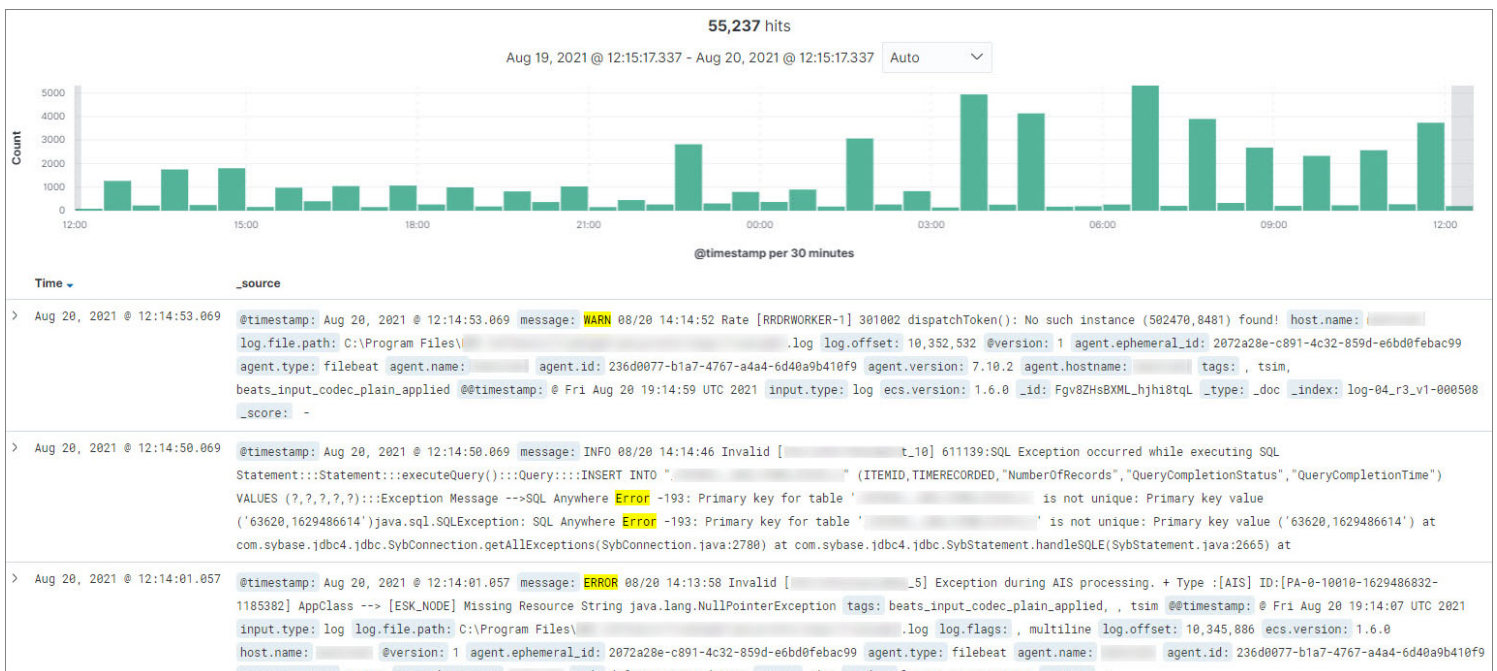 55,237 hits
Aug 19, 2021 @ 12:15:17.337 - Aug 20, 2021 @ 12:15:17.337 Auto
5000
4000
3000
2000
1000
0
Count
12:00 15:00 18:00 21:00 00:00 03:00 06:00 09:00 12:00
@timestamp per 30 minutes
Time _source
Aug 20, 2021 @ 12:14:53.069 @timestamp: Aug 20, 2021 @ 12:14:53.069 message: WARN 08/20 14:14:52 Rate [RRDRWORKER-1] 301002 dispatchToken(): No such instance (502470,8481) found! host.name:
log.file.path: C:\Program Files\ .log log.offset: 10,352,532 @version: 1 agent.ephemeral_id: 2072a28e-c891-4c32-859d-e6bd0febac99
agent.type: filebeat agent.name: agent.id: 236d0077-b1a7-4767-a4a4-6d40a9b410f9 agent.version: 7.10.2 agent.hostname: tags: , tsim,
beats_input_codec_plain_applied @@timestamp: @ Fri Aug 20 19:14:59 UTC 2021 input.type: log ecs.version: 1.6.0 _id: Fgv8ZHsBXML_hjhi8tqL _type: _doc _index: log-04_r3_v1-000508
_score: -
Aug 20, 2021 @ 12:14:50.069 @timestamp: Aug 20, 2021 @ 12:14:50.069 message: INFO 08/20 14:14:46 Invalid [ t_10] 611139:SQL Exception occurred while executing SQL
Statement:::Statement:::executeQuery():::Query::::INSERT INTO " " (ITEMID,TIMERECORDED,"NumberOfRecords","QueryCompletionStatus","QueryCompletionTime")
VALUES (?,?,?,?,?):::Exception Message -->SQL Anywhere Error -193: Primary key for table ' is not unique: Primary key value
('63620,1629486614')java.sql.SQLException: SQL Anywhere Error -193: Primary key for table ' ' is not unique: Primary key value ('63620,1629486614') at
com.sybase.jdbc4.jdbc.SybConnection.getAllExceptions(SybConnection.java:2780) at com.sybase.jdbc4.jdbc.SybStatement.handleSQLE(SybStatement.java:2665) at
Aug 20, 2021 @ 12:14:01.057 @timestamp: Aug 20, 2021 @ 12:14:01.057 message: ERROR 08/20 14:13:58 Invalid [ _5] Exception during AIS processing. + Type :[AIS] ID:[PA-0-10010-1629486832-
1185382] AppClass --> [ESK_NODE] Missing Resource String java.lang.NullPointerException tags: beats_input_codec_plain_applied, , tsim @@timestamp: @ Fri Aug 20 19:14:07 UTC 2021
input.type: log log.file.path: C:\Program Files\ .log log.flags: , multiline log.offset: 10,345,886 ecs.version: 1.6.0
host.name: @version: 1 agent.ephemeral_id: 2072a28e-c891-4c32-859d-e6bd0febac99 agent.type: filebeat agent.name: agent.id: 236d0077-b1a7-4767-a4a4-6d40a9b410f9